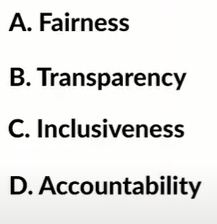 A. Fairness
B. Transparency
C. Inclusiveness
D. Accountability